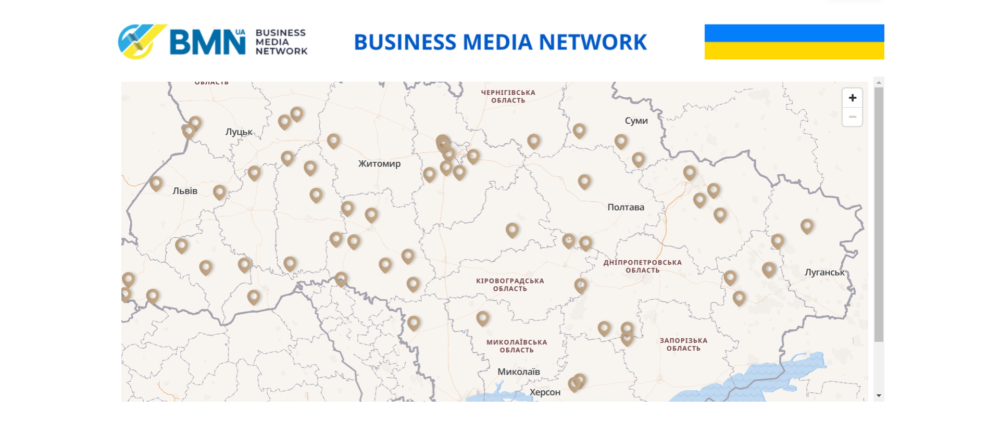 BMN UA
BUSINESS
MEDIA
NETWORK
BUSINESS MEDIA NETWORK
ОБЛАСТЬ
ЧЕРНІГІВСЬКА
ОБЛАСТЬ
Суми
Луцьк
Житомир
Львів
Полтава
ДНІПРОПЕТРОВСЬКА
ОБЛАСТЬ
Луганськ
КІРОВОГРАДСЬКА
ОБЛАСТЬ
МИКОЛАЇВСЬКА
ОБЛАСТЬ
ЗАПОРІЗЬКА
ОБЛАСТЬ
Миколаїв
Херсон